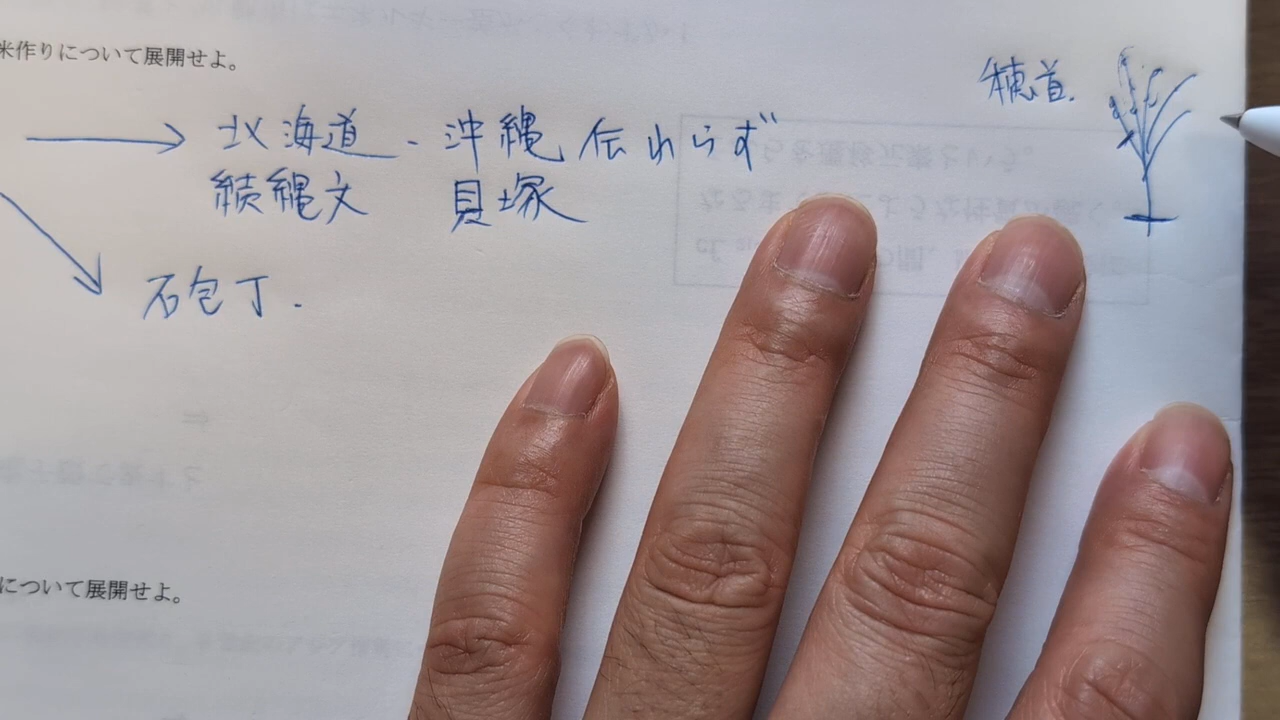 米作りについて展開せよ。
穂首.
北海道・沖縄伝わらず
続縄文 貝塚
石包丁.
について展開せよ。